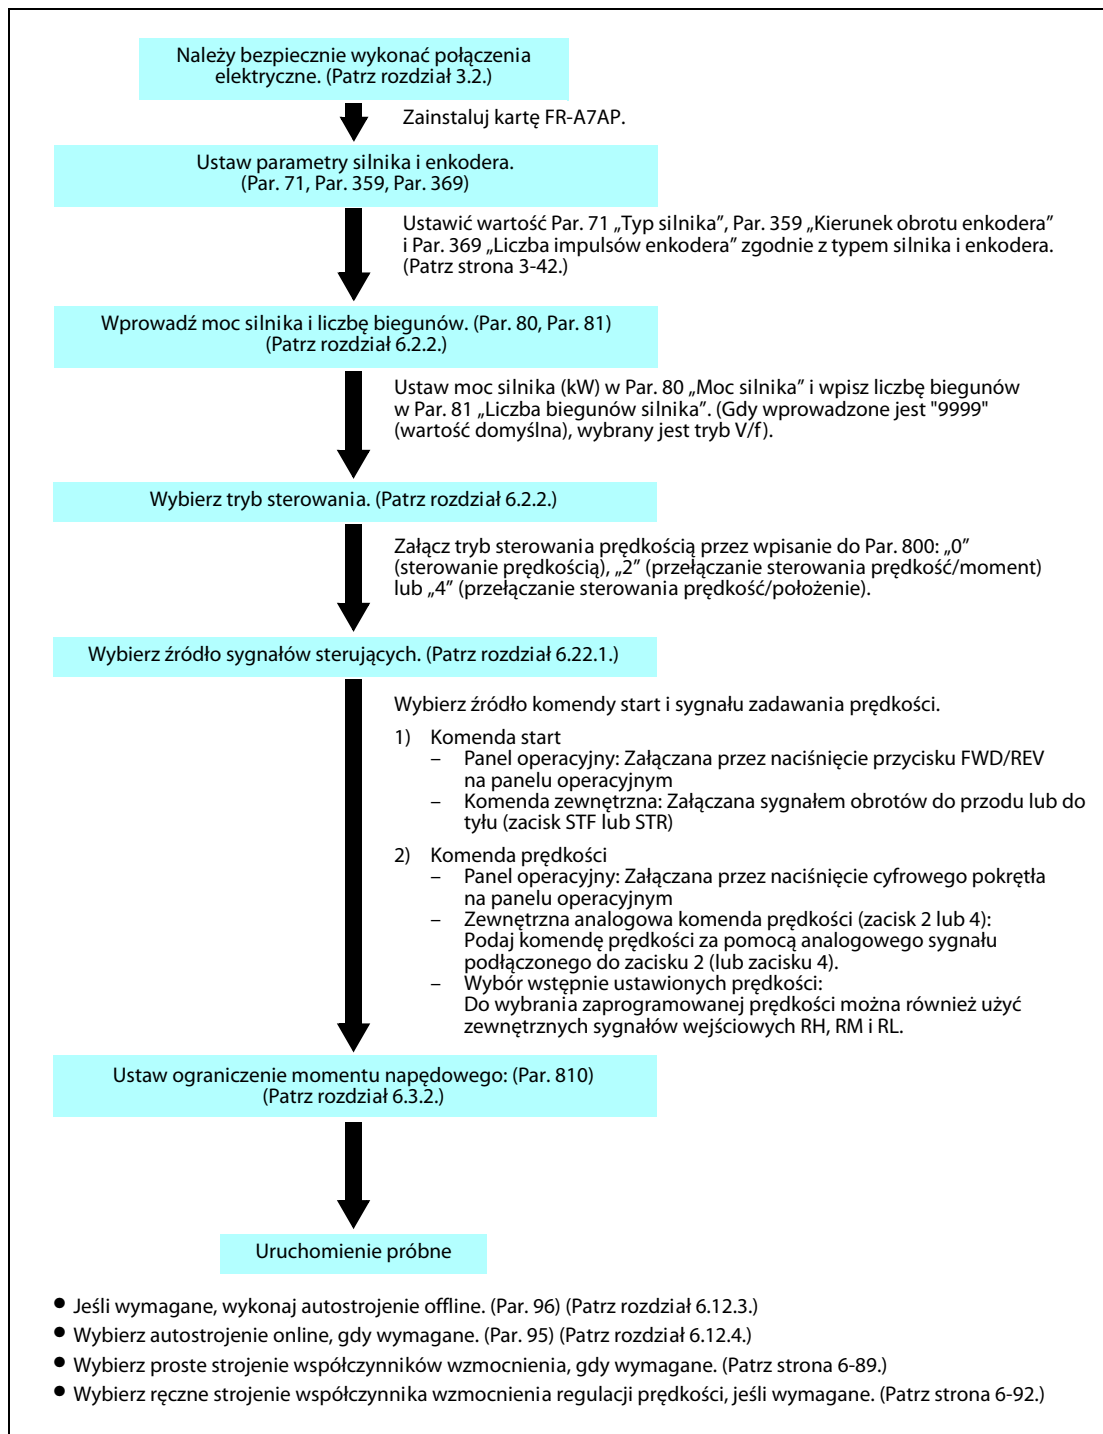 Należy bezpiecznie wykonać połączenia
elektryczne. (Patrz rozdział 3.2.)
Zainstaluj kartę FR-A7AP.
Ustaw parametry silnika i enkodera.
(Par. 71, Par. 359, Par. 369)
Ustawić wartość Par. 71 „Typ silnika”, Par. 359 „Kierunek obrotu enkodera”
i Par. 369 „Liczba impulsów enkodera” zgodnie z typem silnika i enkodera.
(Patrz strona 3-42.)
Wprowadź moc silnika i liczbę biegunów. (Par. 80, Par. 81)
(Patrz rozdział 6.2.2.)
Ustaw moc silnika (kW) w Par. 80 „Moc silnika” i wpisz liczbę biegunów
w Par. 81 „Liczba biegunów silnika”. (Gdy wprowadzone jest "9999"
(wartość domyślna), wybrany jest tryb V/f).
Wybierz tryb sterowania. (Patrz rozdział 6.2.2.)
Załącz tryb sterowania prędkością przez wpisanie do Par. 800: „0”
(sterowanie prędkością), „2” (przełączanie sterowania prędkość/moment)
lub „4” (przełączanie sterowania prędkość/położenie).
Wybierz źródło sygnałów sterujących. (Patrz rozdział 6.22.1.)
Wybierz źródło komendy start i sygnału zadawania prędkości.
1) Komenda start
– Panel operacyjny: Załączana przez naciśnięcie przycisku FWD/REV
na panelu operacyjnym
– Komenda zewnętrzna: Załączana sygnałem obrotów do przodu lub do
tyłu (zacisk STF lub STR)
2) Komenda prędkości
– Panel operacyjny: Załączana przez naciśnięcie cyfrowego pokrętła
na panelu operacyjnym
– Zewnętrzna analogowa komenda prędkości (zacisk 2 lub 4):
Podaj komendę prędkości za pomocą analogowego sygnału
podłączonego do zacisku 2 (lub zacisku 4).
– Wybór wstępnie ustawionych prędkości:
Do wybrania zaprogramowanej prędkości można również użyć
zewnętrznych sygnałów wejściowych RH, RM i RL.
Ustaw ograniczenie momentu napędowego: (Par. 810)
(Patrz rozdział 6.3.2.)
Uruchomienie próbne
● Jeśli wymagane, wykonaj autostrojenie offline. (Par. 96) (Patrz rozdział 6.12.3.)
● Wybierz autostrojenie online, gdy wymagane. (Par. 95) (Patrz rozdział 6.12.4.)
● Wybierz proste strojenie współczynników wzmocnienia, gdy wymagane. (Patrz strona 6-89.)
● Wybierz ręczne strojenie współczynnika wzmocnienia regulacji prędkości, jeśli wymagane. (Patrz strona 6-92.)